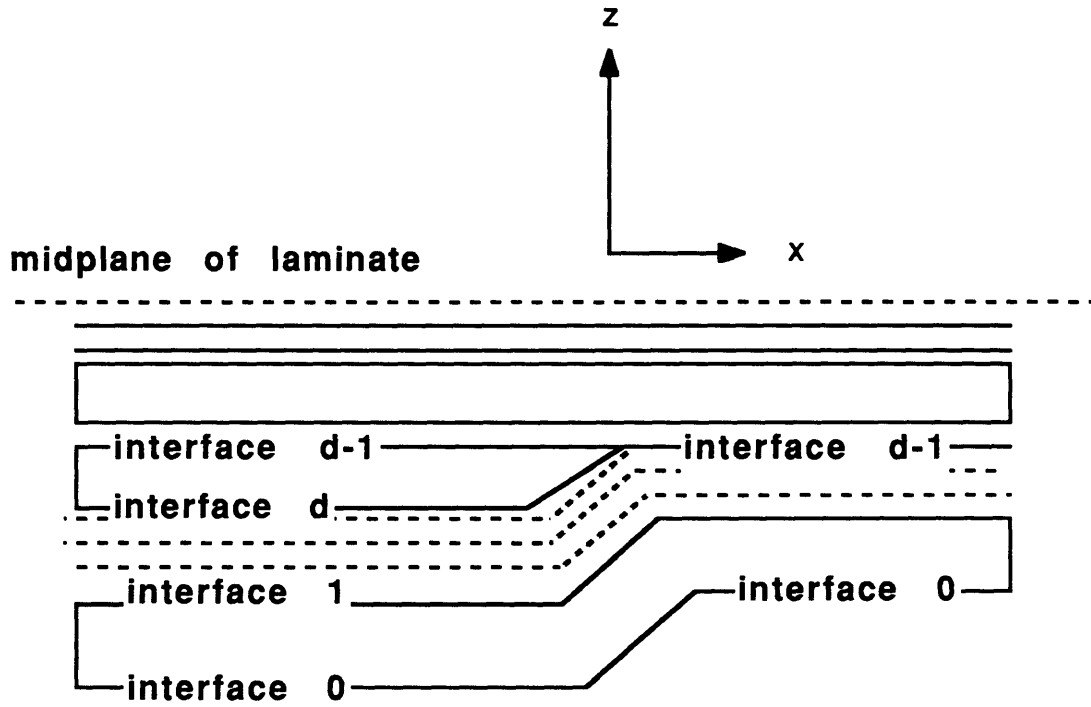 z
x
midplane of laminate
interface d-1
interface d-1
interface d
interface 1
interface 0
interface 0